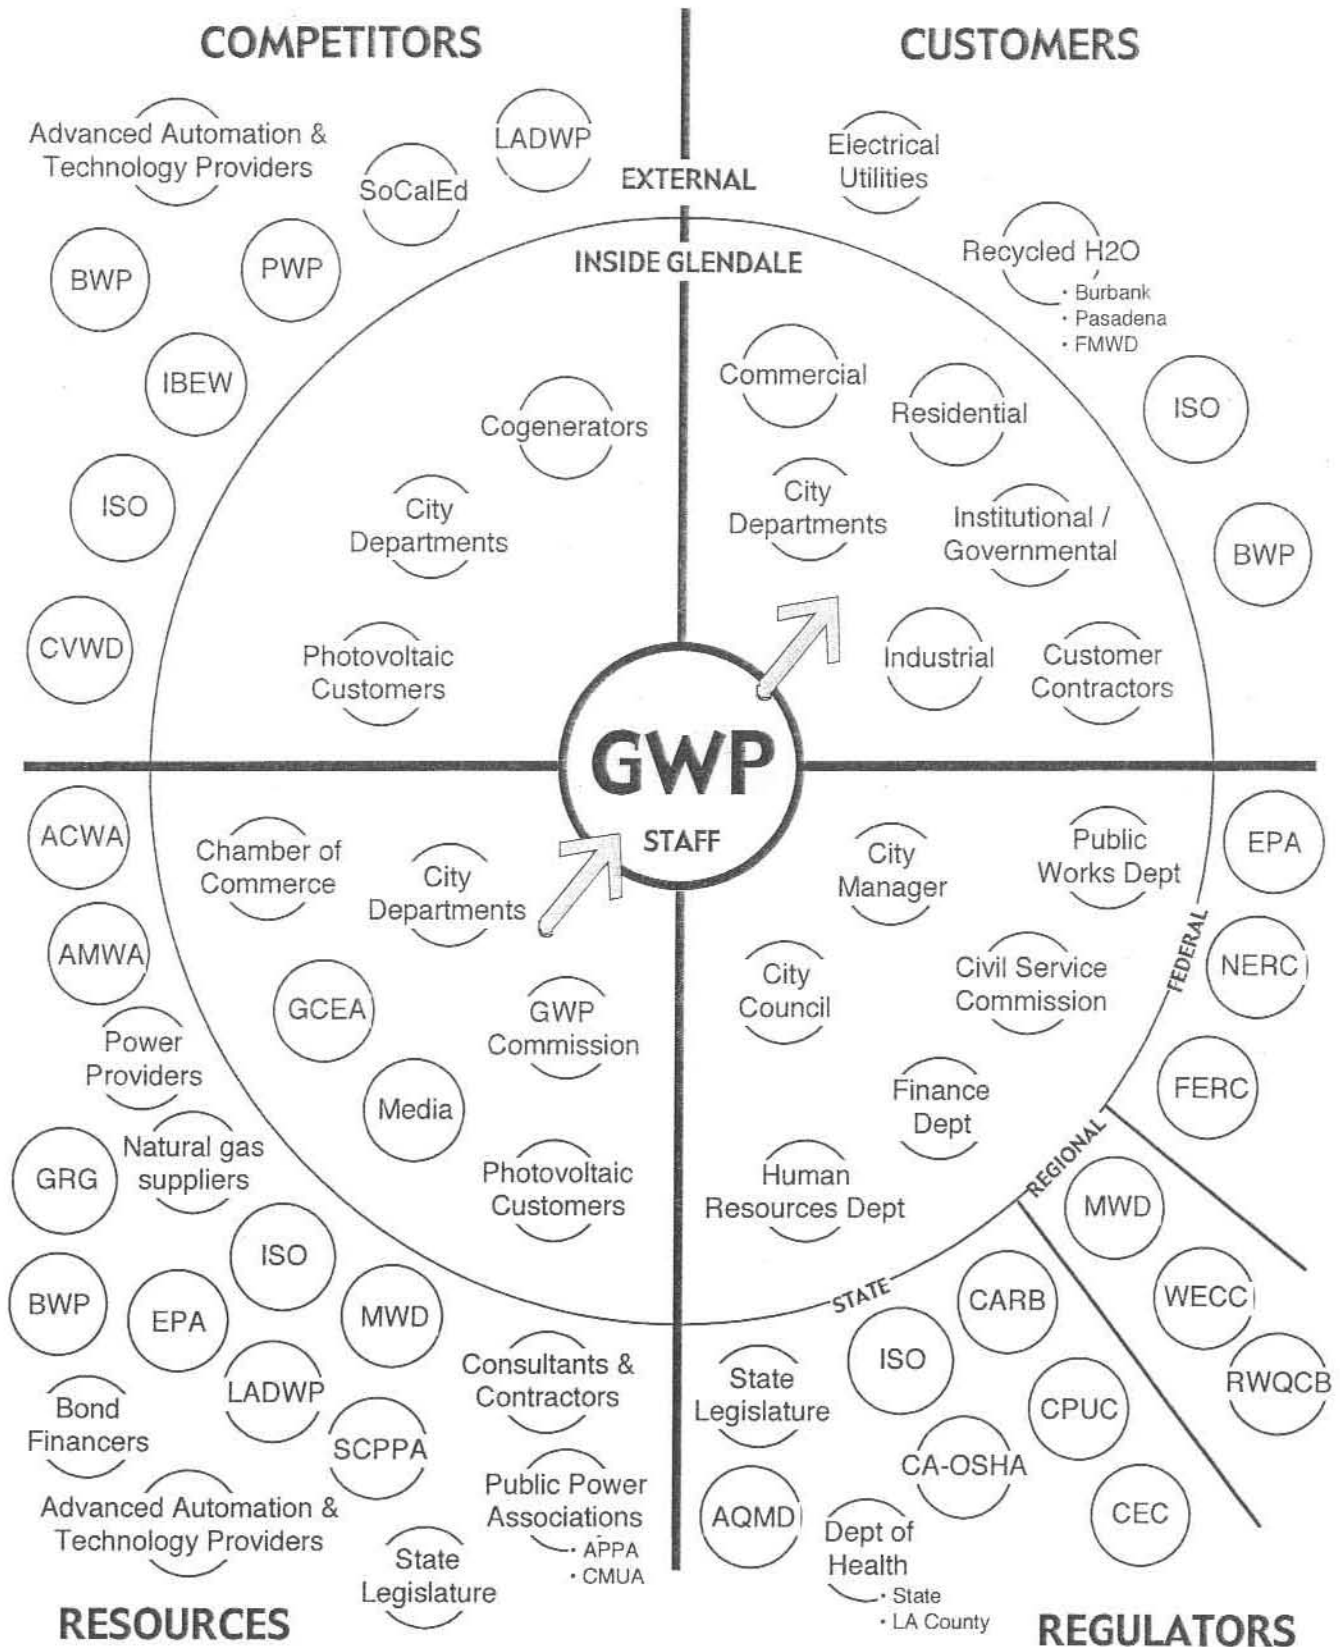 COMPETITORS
CUSTOMERS
Advanced Automation &
Technology Providers
LADWP
SoCalEd
EXTERNAL
Electrical
Utilities
BWP
PWP
INSIDE GLENDALE
Recycled H2O
• Burbank
• Pasadena
• FMWD
IBEW
Cogenerators
Commercial
Residential
ISO
ISO
City
Departments
City
Departments
Institutional /
Governmental
BWP
CVWD
Photovoltaic
Customers
Industrial
Customer
Contractors
GWP
STAFF
ACWA
Chamber of
Commerce
City
Departments
City
Manager
Public
Works Dept
EPA
AMWA
GCEA
GWP
Commission
City
Council
Civil Service
Commission
FEDERAL
NERC
Power
Providers
Media
Finance
Dept
FERC
GRG
Natural gas
suppliers
Photovoltaic
Customers
Human
Resources Dept
REGIONAL
MWD
ISO
BWP
EPA
MWD
STATE
CARB
WECC
LADWP
Consultants &
Contractors
State
Legislature
ISO
RWQCB
Bond
Financers
SCPPA
CPUC
CA-OSHA
Advanced Automation &
Technology Providers
Public Power
Associations
• APPA
• CMUA
AQMD
Dept of
Health
• State
• LA County
CEC
State
Legislature
RESOURCES
REGULATORS